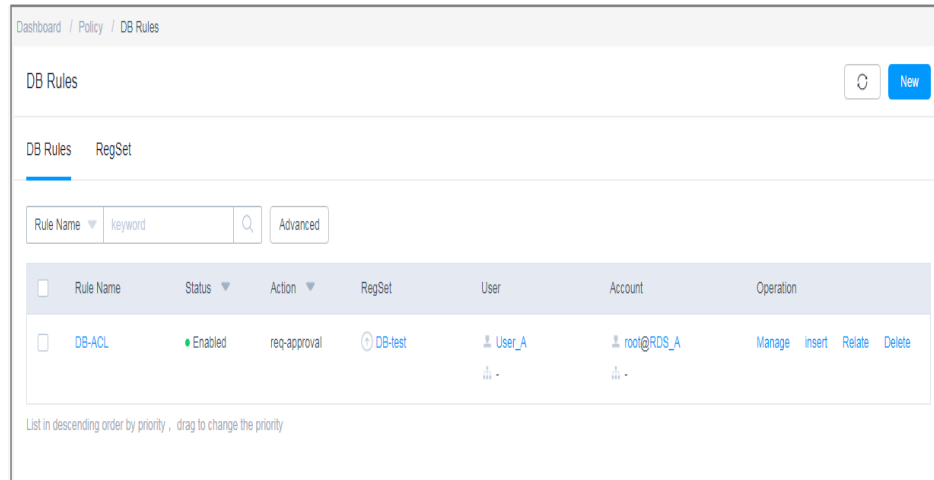 Dashboard / Policy / DB Rules
DB Rules
New
DB Rules RegSet
Rule Name keyword Advanced
Rule Name Status Action RegSet User Account Operation
DB-ACL Enabled req-approval DB-test User_A root@RDS_A Manage insert Relate Delete
- -
List in descending order by priority , drag to change the priority